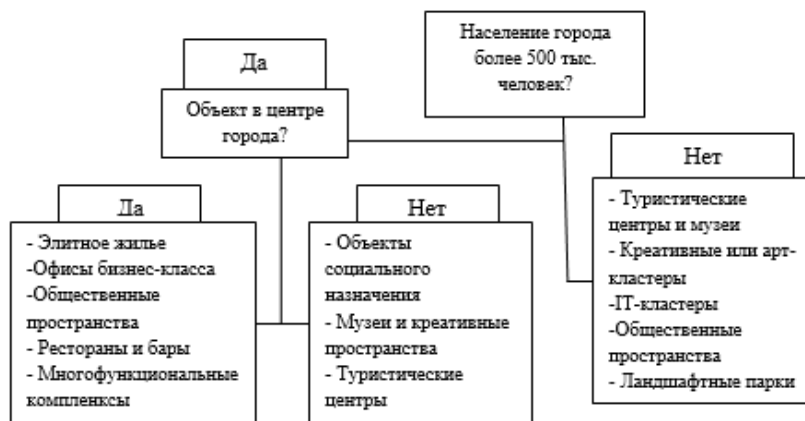 Население города
более 500 тыс.
человек?
Да
Объект в центре
города?
Да
- Элитное жилье
-Офисы бизнес-класса
-Общественные
пространства
- Рестораны и бары
- Многофункциональные
компленксы
Нет
- Объекты
социального
назначения
- Музеи и креативные
пространства
- Туристические
центры
Нет
- Туристические
центры и музеи
- Креативные или арт-
кластеры
-IT-кластеры
-Общественные
пространства
- Ландшафтные парки